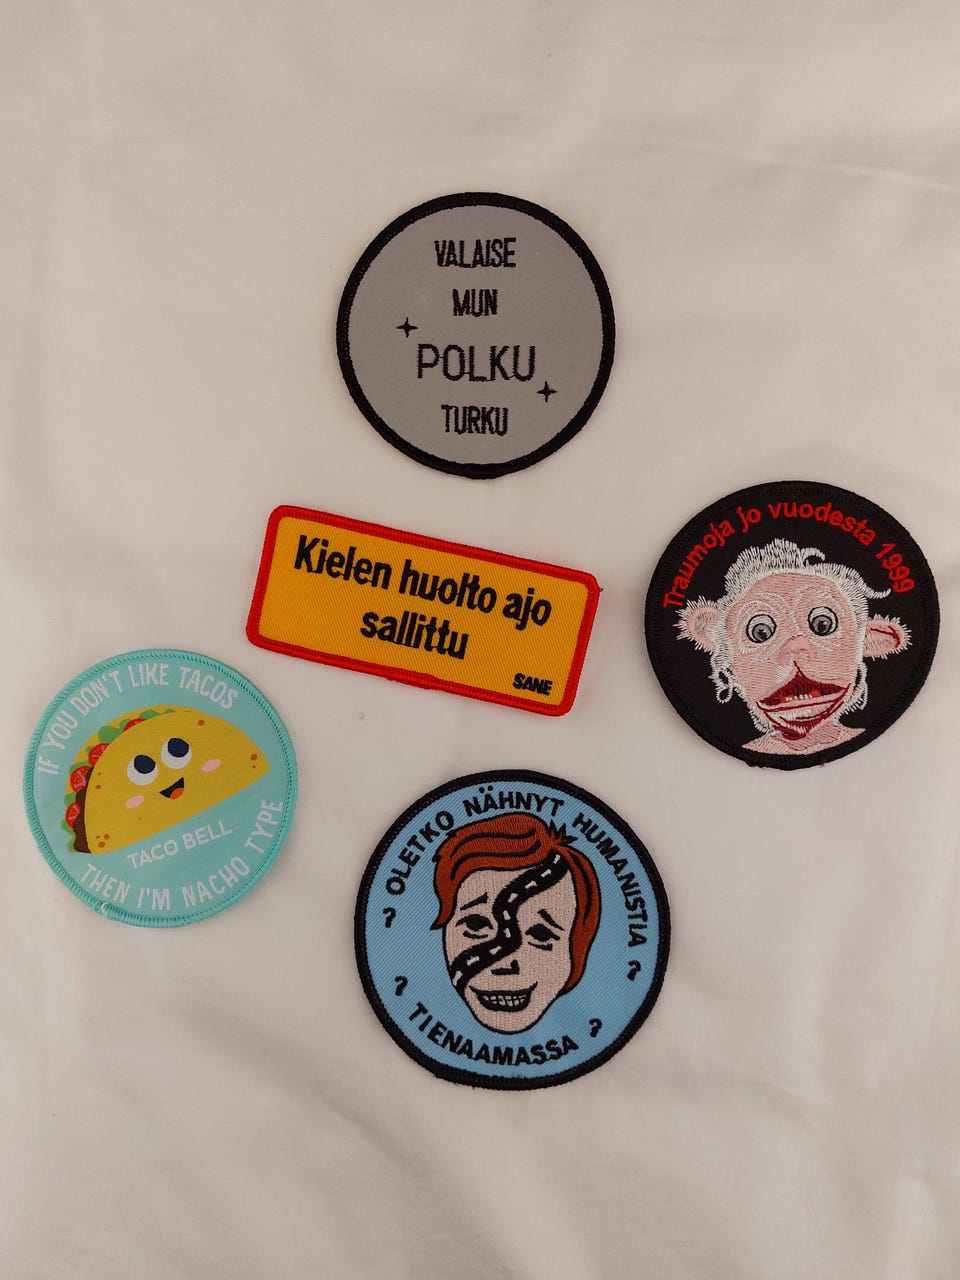 VALAISE
MUN
POLKU
TURKU
Kielen huolto ajo
sallittu
SANE
Traumoja jo vuodesta 1999
IF YOU DON'T LIKE TACOS
TACO BELL.
THEN I'M NACHO TYPE
? OLETKO NÄHNYT HUMANISTIA ?
? TIENAAMASSA ?